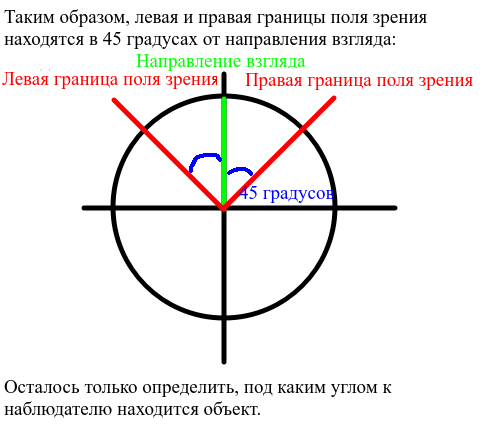 Таким образом, левая и правая границы поля зрения
находятся в 45 градусах от направления взгляда:
Направление взгляда
Левая граница поля зрения
Правая граница поля зрения
45 градусов
Осталось только определить, под каким углом к
наблюдателю находится объект.